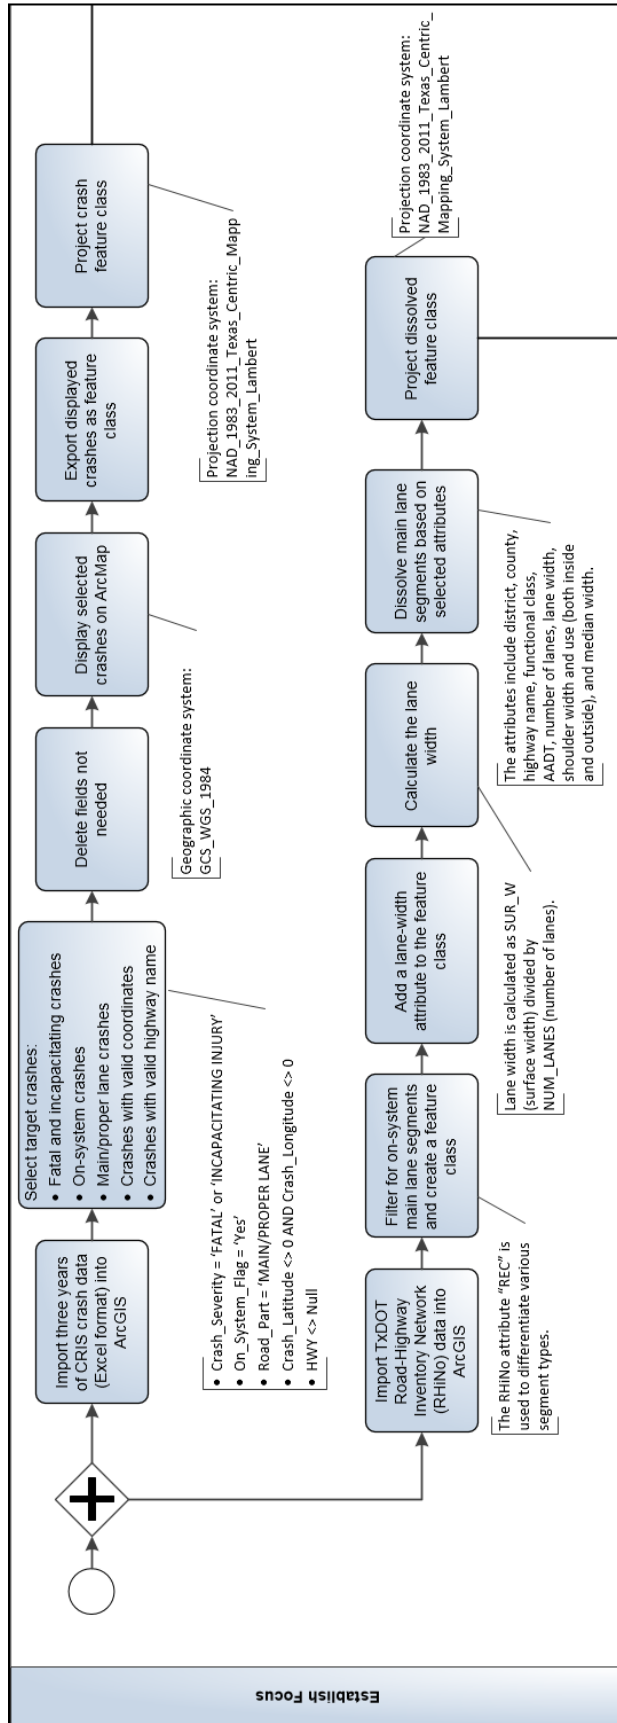 Establish Focus
Import three years
of CRIS crash data
(Excel format) into
ArcGIS
Select target crashes:
• Fatal and incapacitating crashes
• On-system crashes
• Main/proper lane crashes
• Crashes with valid coordinates
• Crashes with valid highway name
• Crash_Severity = ‘FATAL’ or ‘INCAPACITATING INJURY’
• On_System_Flag = ‘Yes’
• Road_Part = ‘MAIN/PROPER LANE’
• Crash_Latitude <> 0 AND Crash_Longitude <> 0
• HWY <> Null
Delete fields not
needed
Display selected
crashes on ArcMap
Geographic coordinate system:
GCS_WGS_1984
Export displayed
crashes as feature
class
Project crash
feature class
Projection coordinate system:
NAD_1983_2011_Texas_Centric_Mapp
ing_System_Lambert
Import TxDOT
Road-Highway
Inventory Network
(RHiNo) data into
ArcGIS
Filter for on-system
main lane segments
and create a feature
class
The RHiNo attribute “REC” is
used to differentiate various
segment types.
Add a lane-width
attribute to the feature
class
Calculate the lane
width
Lane width is calculated as SUR_W
(surface width) divided by
NUM_LANES (number of lanes).
Dissolve main lane
segments based on
selected attributes
The attributes include district, county,
highway name, functional class,
AADT, number of lanes, lane width,
shoulder width and use (both inside
and outside), and median width.
Project dissolved
feature class
Projection coordinate system:
NAD_1983_2011_Texas_Centric_
Mapping_System_Lambert